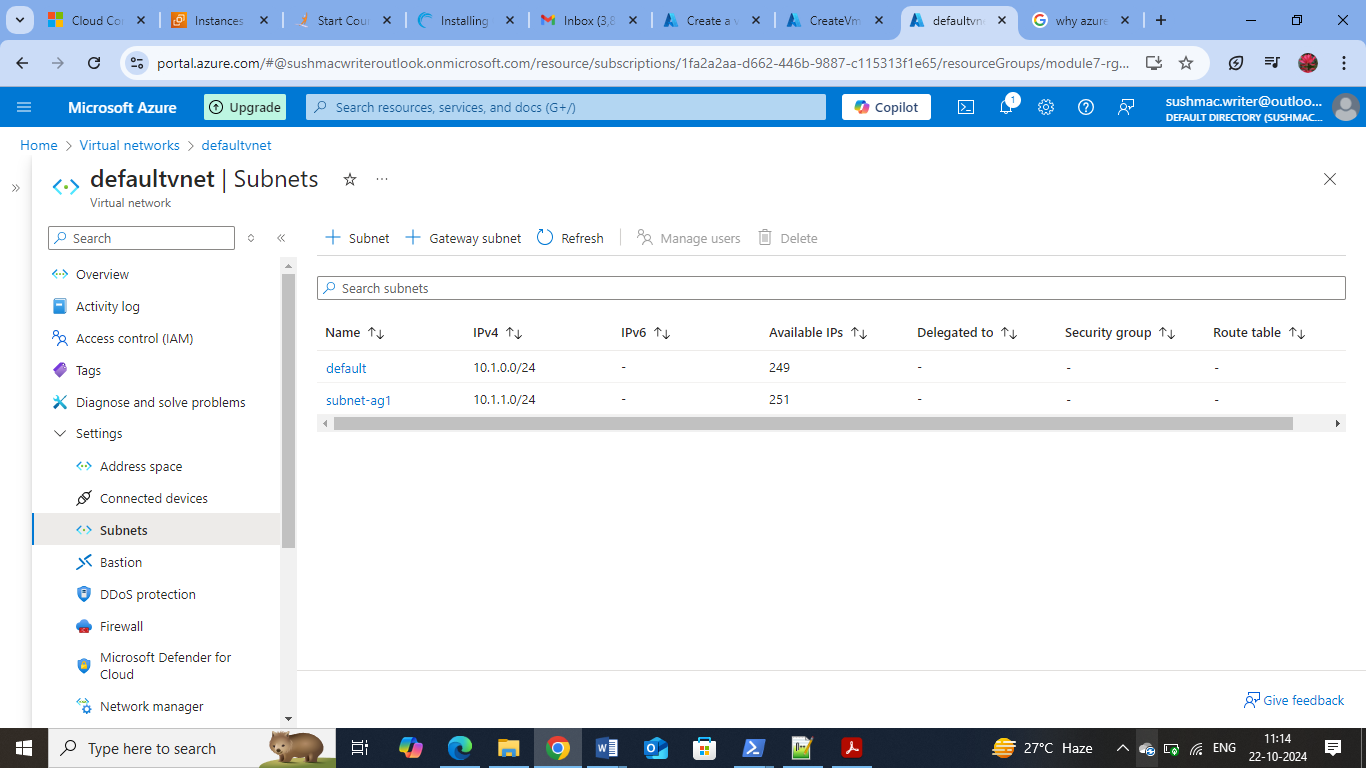 Cloud Co
Instances
Start Cou
Installing
Inbox (3,8
Create a v
CreateVm
defaultvn
why azure
portal.azure.com/#@sushmacwriteroutlook.onmicrosoft.com/resource/subscriptions/1fa2a2aa-d662-446b-9887-c115313f1e65/resourceGroups/module7-rg...
Microsoft Azure
Upgrade
Search resources, services, and docs (G+/)
Copilot
1
sushmac.writer@outloo...
DEFAULT DIRECTORY (SUSHMAC...
Home > Virtual networks > defaultvnet
defaultvnet | Subnets
Virtual network
Search
Overview
Activity log
Access control (IAM)
Tags
Diagnose and solve problems
Settings
Address space
Connected devices
Subnets
Bastion
DDoS protection
Firewall
Microsoft Defender for
Cloud
Network manager
+ Subnet + Gateway subnet Refresh Manage users Delete
Search subnets
Name IPv4 IPv6 Available IPs Delegated to Security group Route table
default 10.1.0.0/24 - 249 - - -
subnet-ag1 10.1.1.0/24 - 251 - - -
Give feedback
Type here to search
27°C Haze
ENG
11:14
22-10-2024